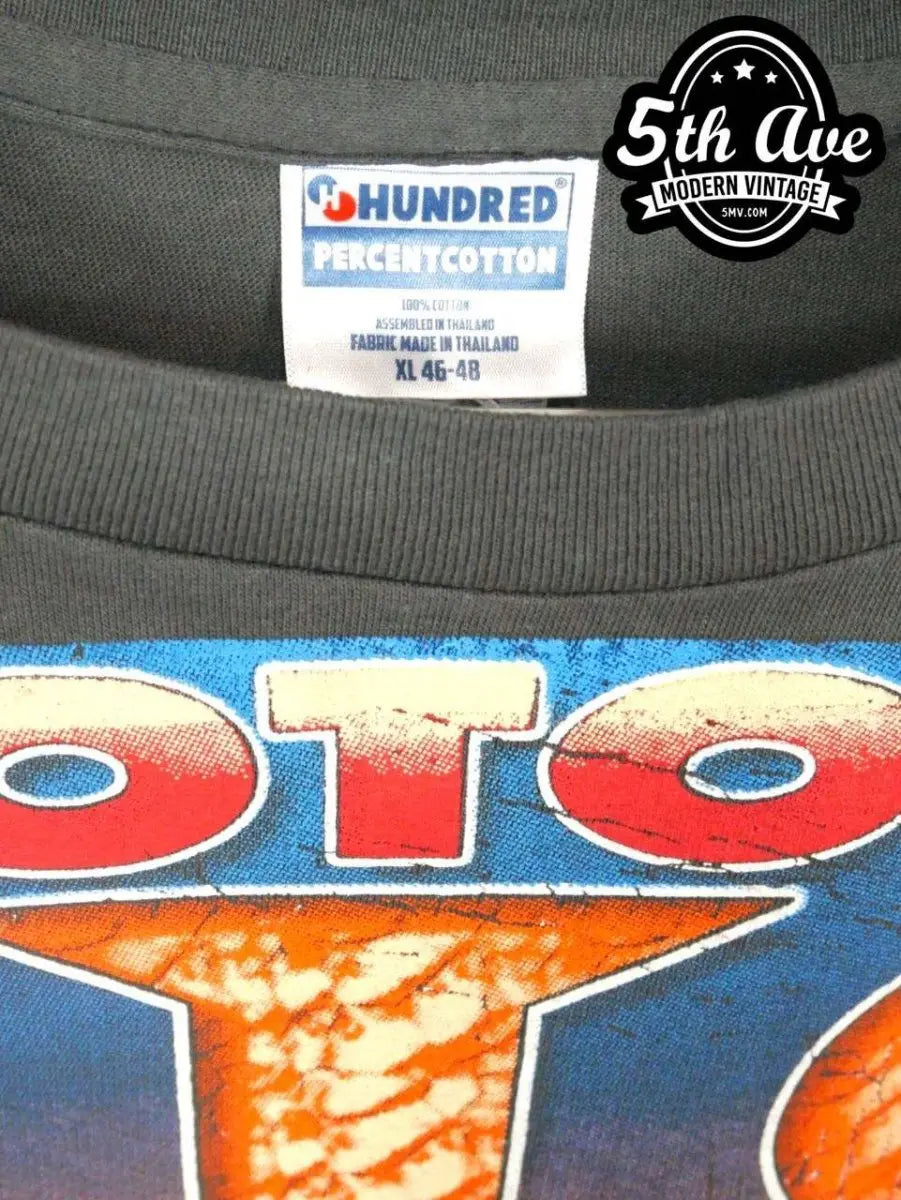 5th Ave
MODERN VINTAGE
5MV.COM
H HUNDRED®
PERCENTCOTTON
100% COTTON
ASSEMBLED IN THAILAND
FABRIC MADE IN THAILAND
XL 46-48
OTO
T